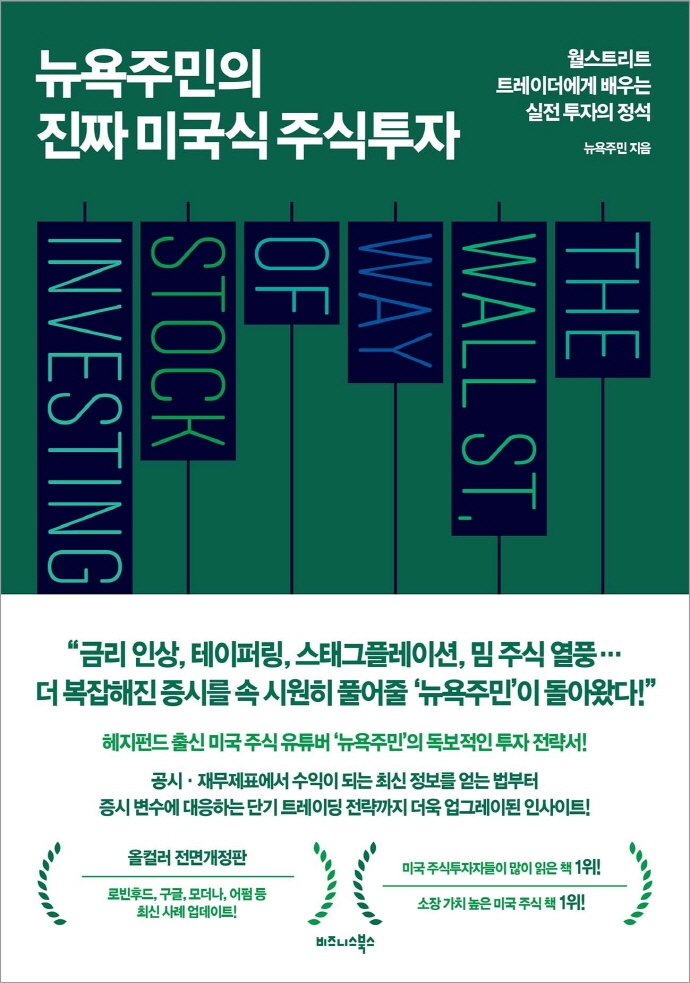 뉴욕주민의
진짜 미국식 주식투자
월스트리트
트레이더에게 배우는
실전 투자의 정석
뉴욕주민 지음
THE
WALL ST.
WAY
OF
STOCK
INVESTING
“금리 인상, 테이퍼링, 스태그플레이션, 밈 주식 열풍…
더 복잡해진 증시를 속 시원히 풀어줄 ‘뉴욕주민’이 돌아왔다!”
헤지펀드 출신 미국 주식 유튜버 ‘뉴욕주민’의 독보적인 투자 전략서!
공시 · 재무제표에서 수익이 되는 최신 정보를 얻는 법부터
증시 변수에 대응하는 단기 트레이딩 전략까지 더욱 업그레이된 인사이트!
올컬러 전면개정판
로빈후드, 구글, 모더나, 어펌 등
최신 사례 업데이트!
미국 주식투자자들이 많이 읽은 책 1위!
소장 가치 높은 미국 주식 책 1위!
비즈니스북스